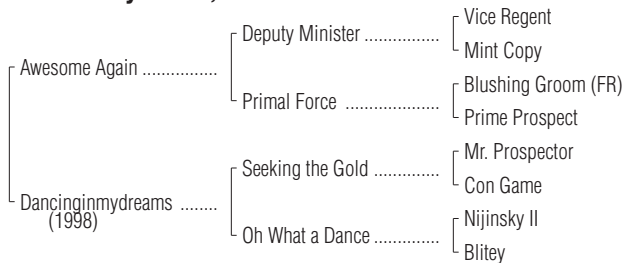 Vice Regent
Deputy Minister ...............
Mint Copy
Awesome Again ...............
Blushing Groom (FR)
Primal Force ...................
Prime Prospect
Mr. Prospector
Seeking the Gold .............
Con Game
Dancinginmydreams ........
(1998)
Nijinsky II
Oh What a Dance .............
Blitey